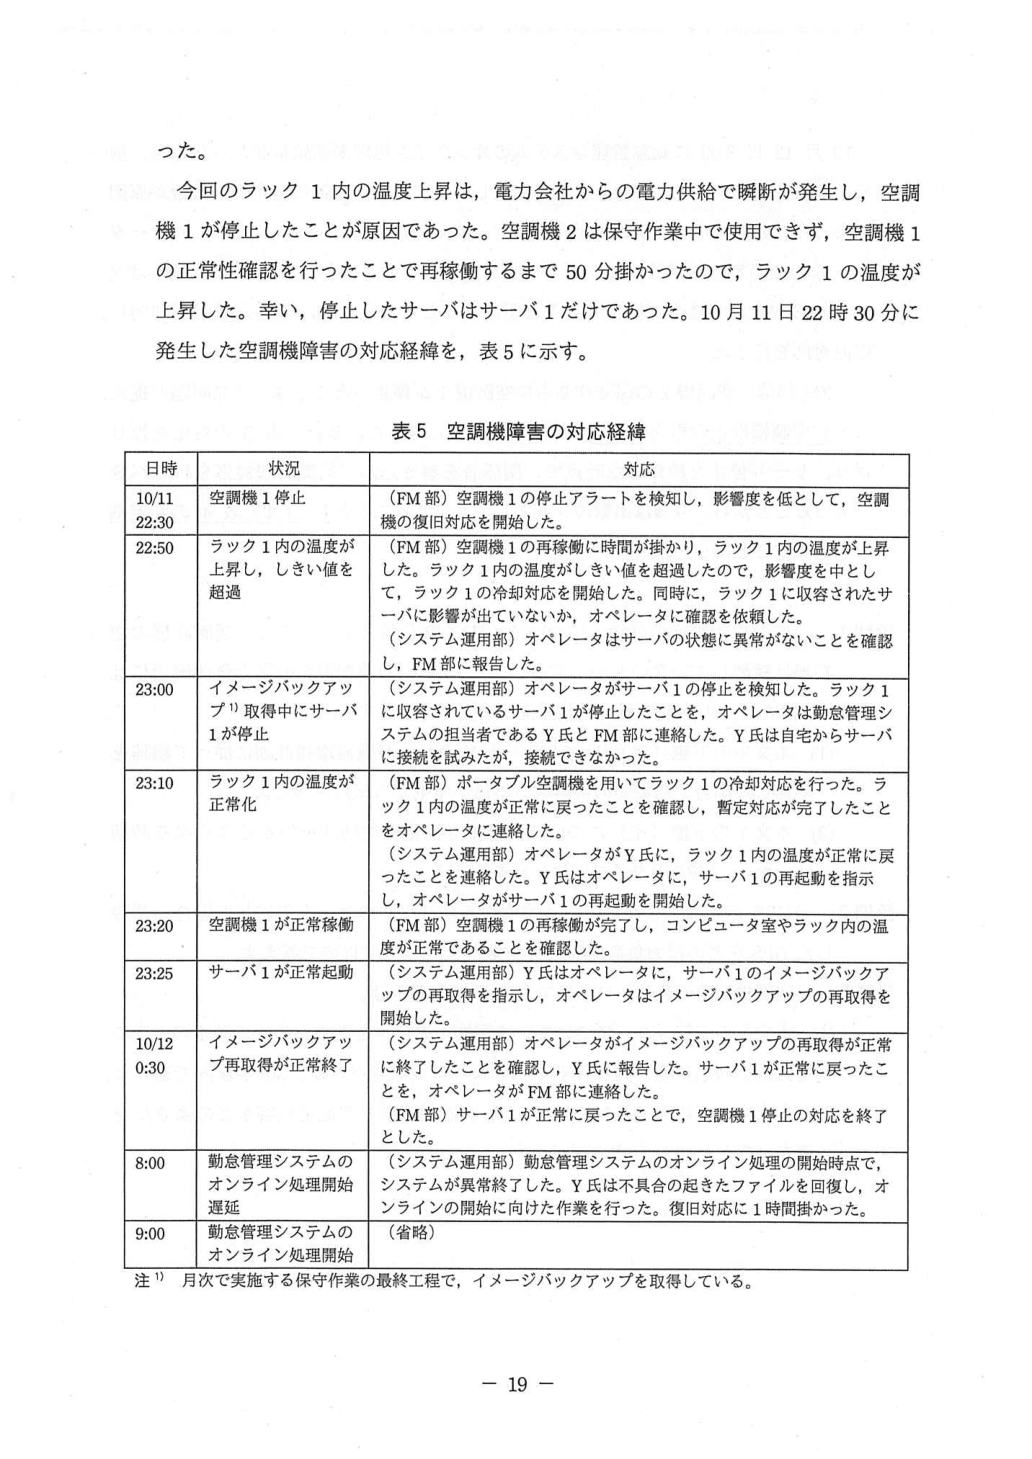 った。
今回のラック 1 内の温度上昇は，電力会社からの電力供給で瞬断が発生し，空調
機 1 が停止したことが原因であった。空調機 2 は保守作業中で使用できず，空調機 1
の正常性確認を行ったことで再稼働するまで 50 分掛かったので，ラック 1 の温度が
上昇した。幸い，停止したサーバはサーバ 1 だけであった。10 月 11 日 22 時 30 分に
発生した空調機障害の対応経緯を，表 5 に示す。
表 5 空調機障害の対応経緯
日時 状況 対応
10/11
22:30
空調機 1 停止
（FM 部）空調機 1 の停止アラートを検知し，影響度を低として，空調
機の復旧対応を開始した。
22:50
ラック 1 内の温度が
上昇し，しきい値を
超過
（FM 部）空調機 1 の再稼働に時間が掛かり，ラック 1 内の温度が上昇
した。ラック 1 内の温度がしきい値を超過したので，影響度を中とし
て，ラック 1 の冷却対応を開始した。同時に，ラック 1 に収容されたサ
ーバに影響が出ていないか，オペレータに確認を依頼した。
（システム運用部）オペレータはサーバの状態に異常がないことを確認
し，FM 部に報告した。
23:00
イメージバックアッ
プ 1) 取得中にサーバ
1 が停止
（システム運用部）オペレータがサーバ 1 の停止を検知した。ラック 1
に収容されているサーバ 1 が停止したことを，オペレータは勤怠管理シ
ステムの担当者である Y 氏と FM 部に連絡した。Y 氏は自宅からサーバ
に接続を試みたが，接続できなかった。
23:10
ラック 1 内の温度が
正常化
（FM 部）ポータブル空調機を用いてラック 1 の冷却対応を行った。ラ
ック 1 内の温度が正常に戻ったことを確認し，暫定対応が完了したこと
をオペレータに連絡した。
（システム運用部）オペレータが Y 氏に，ラック 1 内の温度が正常に戻
ったことを連絡した。Y 氏はオペレータに，サーバ 1 の再起動を指示
し，オペレータがサーバ 1 の再起動を開始した。
23:20
空調機 1 が正常稼働
（FM 部）空調機 1 の再稼働が完了し，コンピュータ室やラック内の温
度が正常であることを確認した。
23:25
サーバ 1 が正常起動
（システム運用部）Y 氏はオペレータに，サーバ 1 のイメージバックア
ップの再取得を指示し，オペレータはイメージバックアップの再取得を
開始した。
10/12
0:30
イメージバックアッ
プ再取得が正常終了
（システム運用部）オペレータがイメージバックアップの再取得が正常
に終了したことを確認し，Y 氏に報告した。サーバ 1 が正常に戻ったこ
とを，オペレータが FM 部に連絡した。
（FM 部）サーバ 1 が正常に戻ったことで，空調機 1 停止の対応を終了
とした。
8:00
勤怠管理システムの
オンライン処理開始
遅延
（システム運用部）勤怠管理システムのオンライン処理の開始時点で，
システムが異常終了した。Y 氏は不具合の起きたファイルを回復し，オ
ンラインの開始に向けた作業を行った。復旧対応に 1 時間掛かった。
9:00
勤怠管理システムの
オンライン処理開始
（省略）
注 1) 月次で実施する保守作業の最終工程で，イメージバックアップを取得している。
－ 19 －